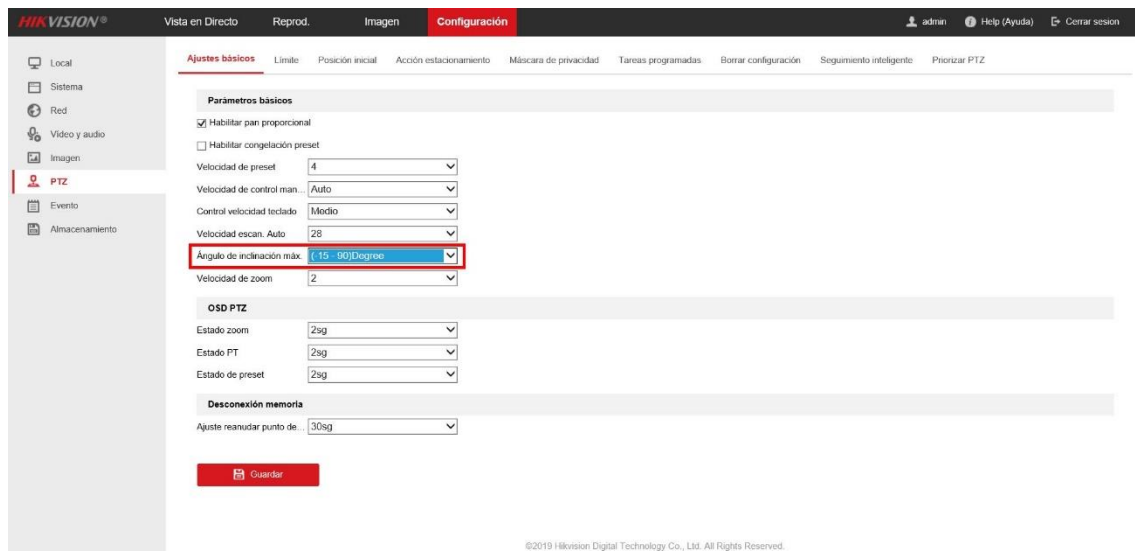 HIKVISION® Vista en Directo Reprod. Imagen Configuración admin Help (Ayuda) Cerrar sesion
Local
Sistema
Red
Vídeo y audio
Imagen
PTZ
Evento
Almacenamiento
Ajustes básicos Límite Posición inicial Acción estacionamiento Máscara de privacidad Tareas programadas Borrar configuración Seguimiento inteligente Priorizar PTZ
Parámetros básicos
Habilitar pan proporcional
Habilitar congelación preset
Velocidad de preset 4
Velocidad de control man... Auto
Control velocidad teclado Medio
Velocidad escan. Auto 28
Ángulo de inclinación máx. (-15 - 90)Degree
Velocidad de zoom 2
OSD PTZ
Estado zoom 2sg
Estado PT 2sg
Estado de preset 2sg
Desconexión memoria
Ajuste reanudar punto de... 30sg
Guardar
©2019 Hikvision Digital Technology Co., Ltd. All Rights Reserved.